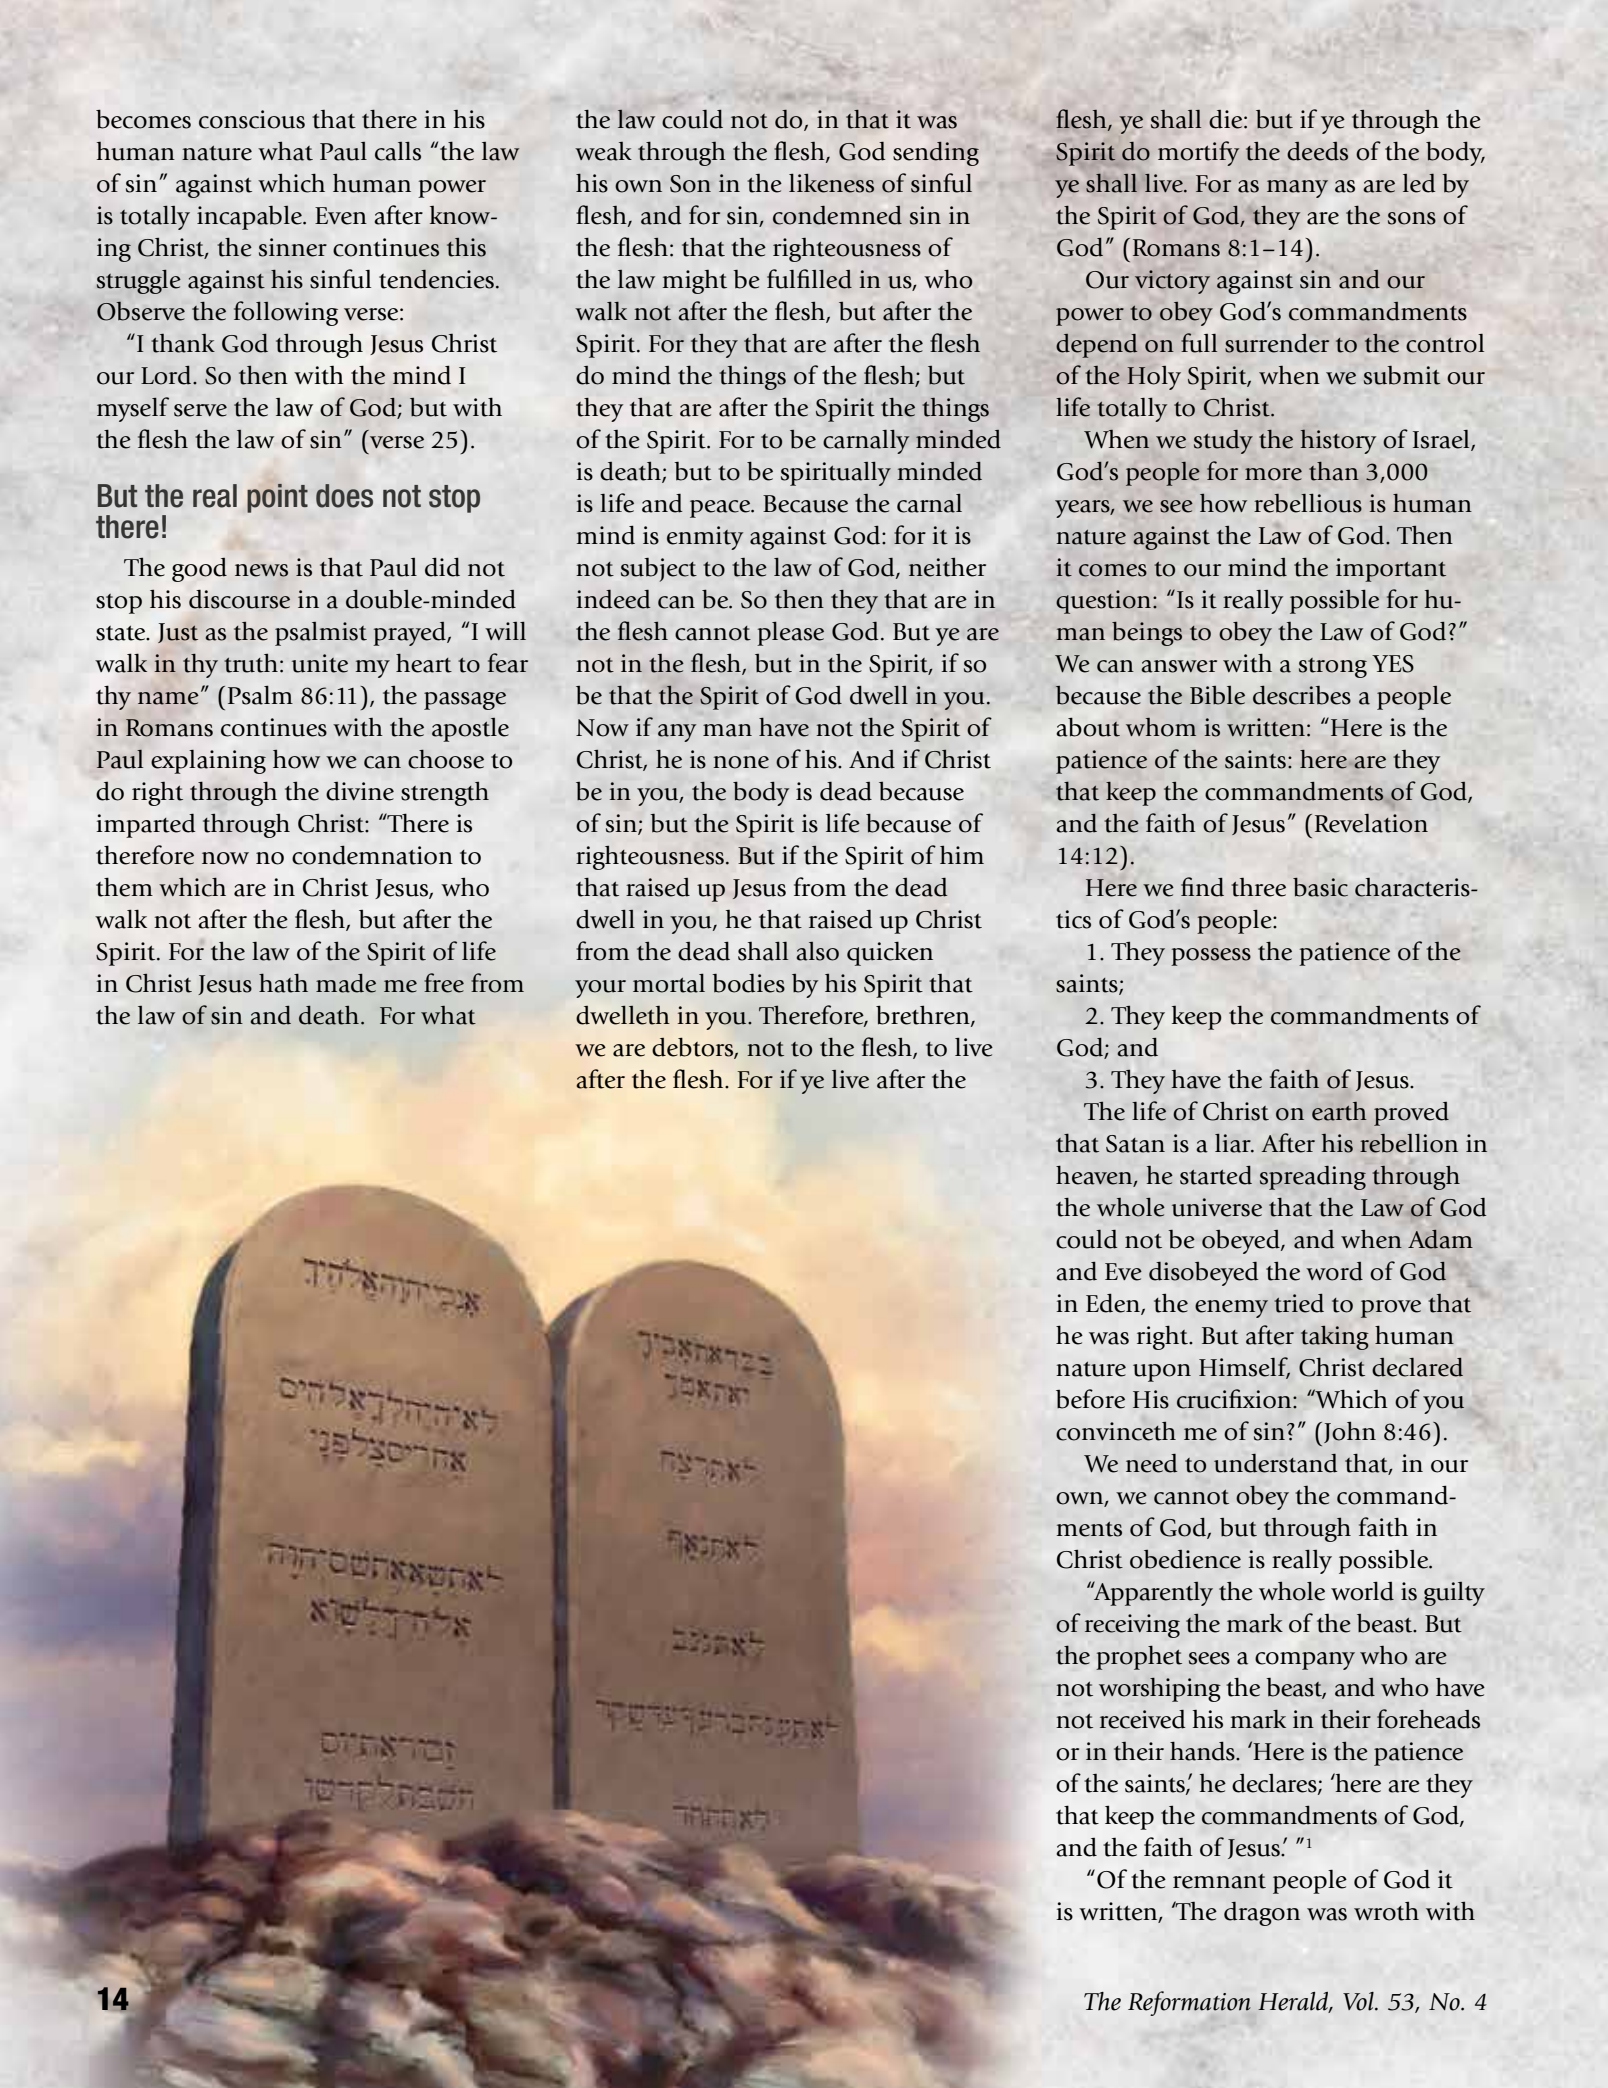 becomes conscious that there in his
human nature what Paul calls “the law
of sin” against which human power
is totally incapable. Even after know-
ing Christ, the sinner continues this
struggle against his sinful tendencies.
Observe the following verse:
“I thank God through Jesus Christ
our Lord. So then with the mind I
myself serve the law of God; but with
the flesh the law of sin” (verse 25).
But the real point does not stop
there!
The good news is that Paul did not
stop his discourse in a double-minded
state. Just as the psalmist prayed, “I will
walk in thy truth: unite my heart to fear
thy name” (Psalm 86:11), the passage
in Romans continues with the apostle
Paul explaining how we can choose to
do right through the divine strength
imparted through Christ: “There is
therefore now no condemnation to
them which are in Christ Jesus, who
walk not after the flesh, but after the
Spirit. For the law of the Spirit of life
in Christ Jesus hath made me free from
the law of sin and death.  For what
the law could not do, in that it was
weak through the flesh, God sending
his own Son in the likeness of sinful
flesh, and for sin, condemned sin in
the flesh: that the righteousness of
the law might be fulfilled in us, who
walk not after the flesh, but after the
Spirit. For they that are after the flesh
do mind the things of the flesh; but
they that are after the Spirit the things
of the Spirit. For to be carnally minded
is death; but to be spiritually minded
is life and peace. Because the carnal
mind is enmity against God: for it is
not subject to the law of God, neither
indeed can be. So then they that are in
the flesh cannot please God. But ye are
not in the flesh, but in the Spirit, if so
be that the Spirit of God dwell in you.
Now if any man have not the Spirit of
Christ, he is none of his. And if Christ
be in you, the body is dead because
of sin; but the Spirit is life because of
righteousness. But if the Spirit of him
that raised up Jesus from the dead
dwell in you, he that raised up Christ
from the dead shall also quicken
your mortal bodies by his Spirit that
dwelleth in you. Therefore, brethren,
we are debtors, not to the flesh, to live
after the flesh. For if ye live after the
flesh, ye shall die: but if ye through the
Spirit do mortify the deeds of the body,
ye shall live. For as many as are led by
the Spirit of God, they are the sons of
God” (Romans 8:1–14).
Our victory against sin and our
power to obey God’s commandments
depend on full surrender to the control
of the Holy Spirit, when we submit our
life totally to Christ.
When we study the history of Israel,
God’s people for more than 3,000
years, we see how rebellious is human
nature against the Law of God. Then
it comes to our mind the important
question: “Is it really possible for hu-
man beings to obey the Law of God?”
We can answer with a strong YES
because the Bible describes a people
about whom is written: “Here is the
patience of the saints: here are they
that keep the commandments of God,
and the faith of Jesus” (Revelation
14:12).
Here we find three basic characteris-
tics of God’s people:
1. They possess the patience of the
saints;
2. They keep the commandments of
God; and
3. They have the faith of Jesus.
The life of Christ on earth proved
that Satan is a liar. After his rebellion in
heaven, he started spreading through
the whole universe that the Law of God
could not be obeyed, and when Adam
and Eve disobeyed the word of God
in Eden, the enemy tried to prove that
he was right. But after taking human
nature upon Himself, Christ declared
before His crucifixion: “Which of you
convinceth me of sin?” (John 8:46).
We need to understand that, in our
own, we cannot obey the command-
ments of God, but through faith in
Christ obedience is really possible.
“Apparently the whole world is guilty
of receiving the mark of the beast. But
the prophet sees a company who are
not worshiping the beast, and who have
not received his mark in their foreheads
or in their hands. ‘Here is the patience
of the saints,’ he declares; ‘here are they
that keep the commandments of God,
and the faith of Jesus.’ ”1
“Of the remnant people of God it
is written, ‘The dragon was wroth with
14
The Reformation Herald, Vol. 53, No. 4